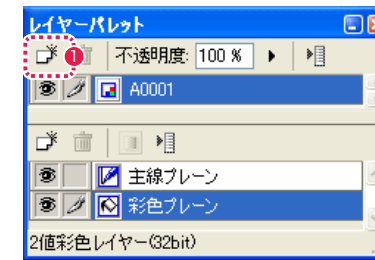 レイヤーパレット
1 不透明度: 100 %
A0001
主線プレーン
彩色プレーン
2値彩色レイヤー(32bit)